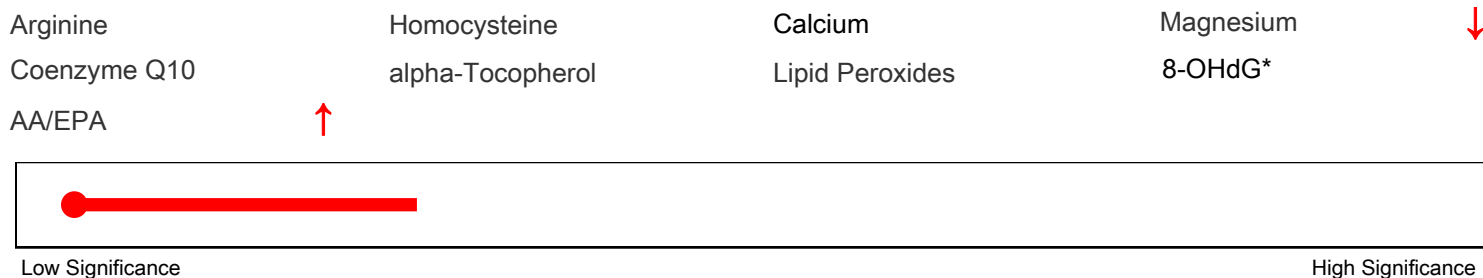 Arginine Homocysteine Calcium Magnesium ↓
Coenzyme Q10 alpha-Tocopherol Lipid Peroxides 8-OHdG*
AA/EPA ↑
Low Significance High Significance